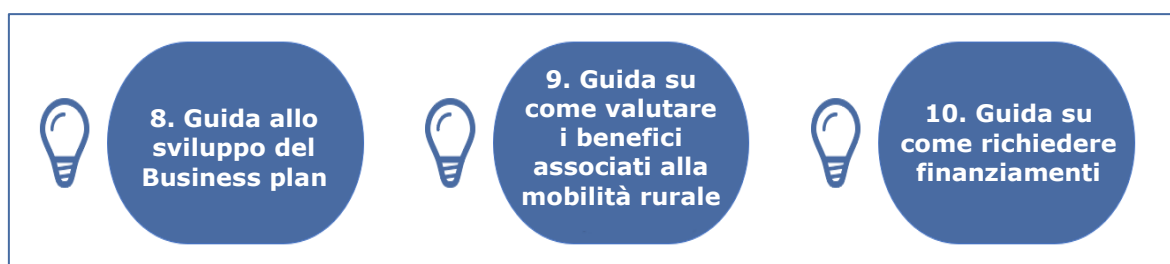 8. Guida allo
sviluppo del
Business plan
9. Guida su
come valutare
i benefici
associati alla
mobilità rurale
10. Guida su
come richiedere
finanziamenti